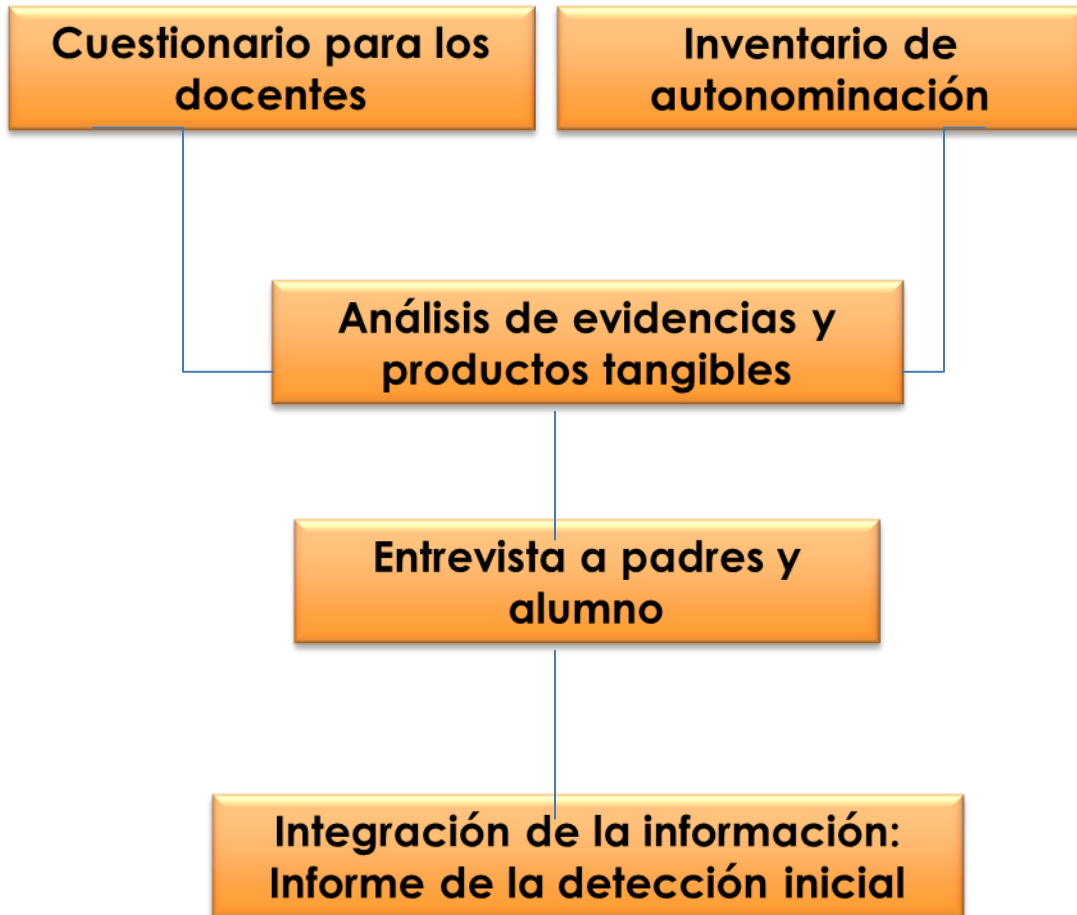 Cuestionario para los
docentes
Inventario de
autonominación
Análisis de evidencias y
productos tangibles
Entrevista a padres y
alumno
Integración de la información:
Informe de la detección inicial